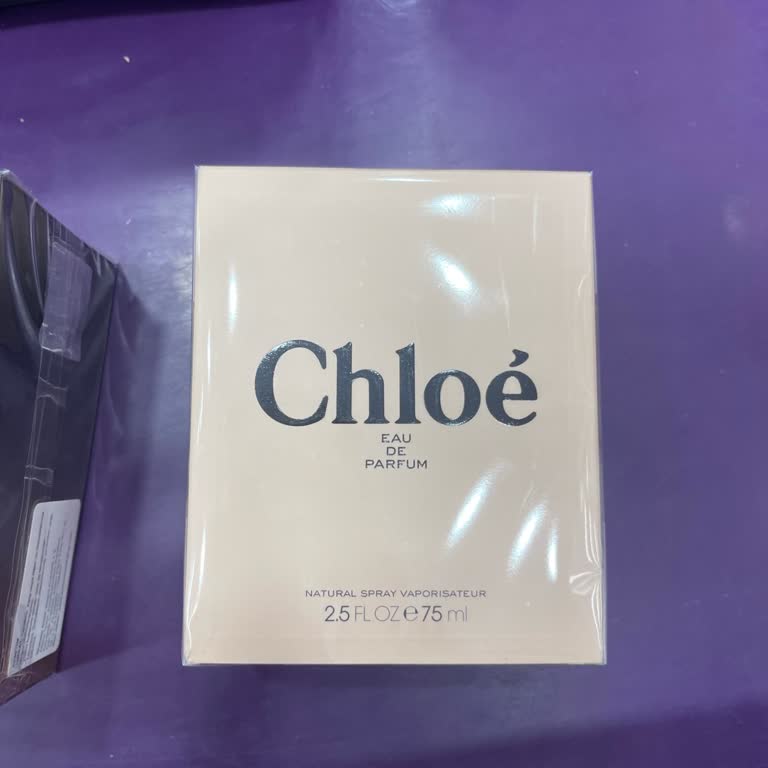 Chloé
EAU
DE
PARFUM
NATURAL SPRAY VAPORISATEUR
2.5 FL OZ e 75 ml